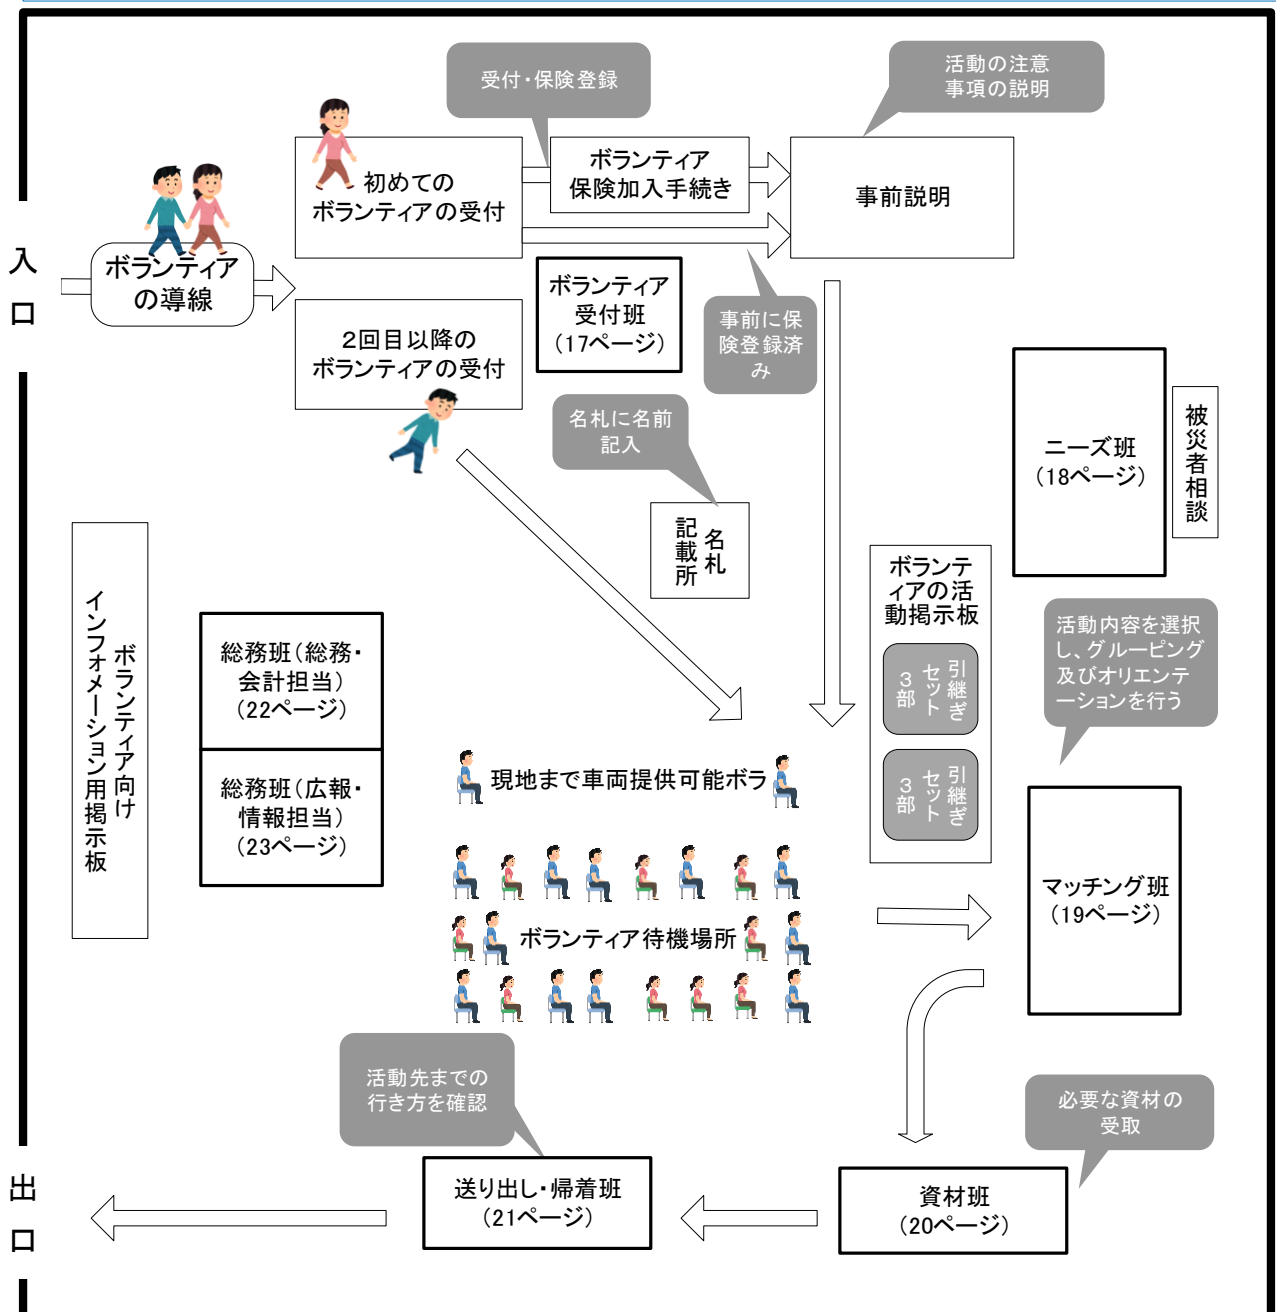 受付・保険登録
活動の注意
事項の説明
初めての
ボランティアの受付
ボランティア
保険加入手続き
事前説明
入
口
ボランティア
の導線
ボランティア
受付班
（17ページ）
事前に保
険登録済
み
２回目以降の
ボランティアの受付
名札に名前
記入
名札
記載所
ニーズ班
（18ページ）
被災者相談
ボランテ
ィアの活
動掲示板
引継ぎ
セット
３部
引継ぎ
セット
３部
活動内容を選択
し、グルーピング
及びオリエンテ
ーションを行う
ボランティア向け
インフォメーション用掲示板
総務班（総務・
会計担当）
（22ページ）
総務班（広報・
情報担当）
（23ページ）
現地まで車両提供可能ボラ
ボランティア待機場所
マッチング班
（19ページ）
活動先までの
行き方を確認
必要な資材の
受取
出
口
送り出し・帰着班
（21ページ）
資材班
（20ページ）